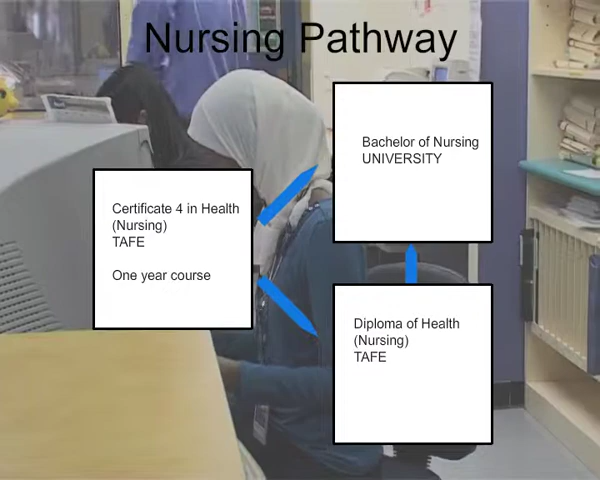 Nursing Pathway
Bachelor of Nursing
UNIVERSITY
Certificate 4 in Health
(Nursing)
TAFE
One year course
Diploma of Health
(Nursing)
TAFE